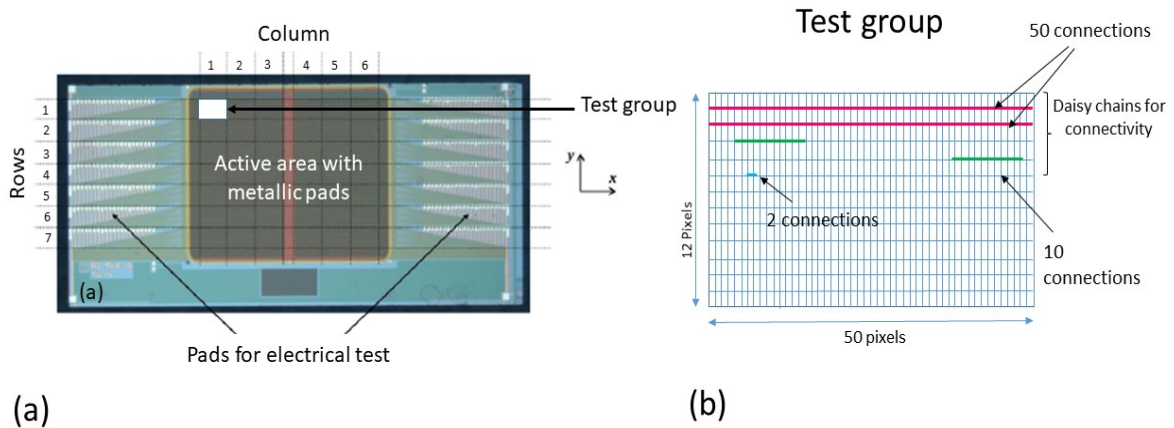 Column
1 2 3 4 5 6
Test group
Rows
1
2
3
4
5
6
7
Active area with
metallic pads
y
x
(a)
Pads for electrical test
(a)
Test group
50 connections
Daisy chains for
connectivity
2 connections
10
connections
12 Pixels
50 pixels
(b)